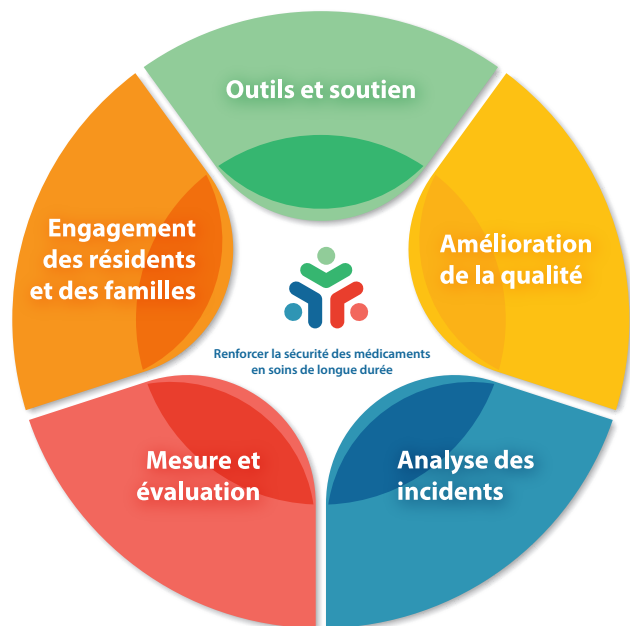 Outils et soutien
Amélioration
de la qualité
Analyse des
incidents
Mesure et
évaluation
Engagement
des résidents
et des familles
Renforcer la sécurité des médicaments
en soins de longue durée